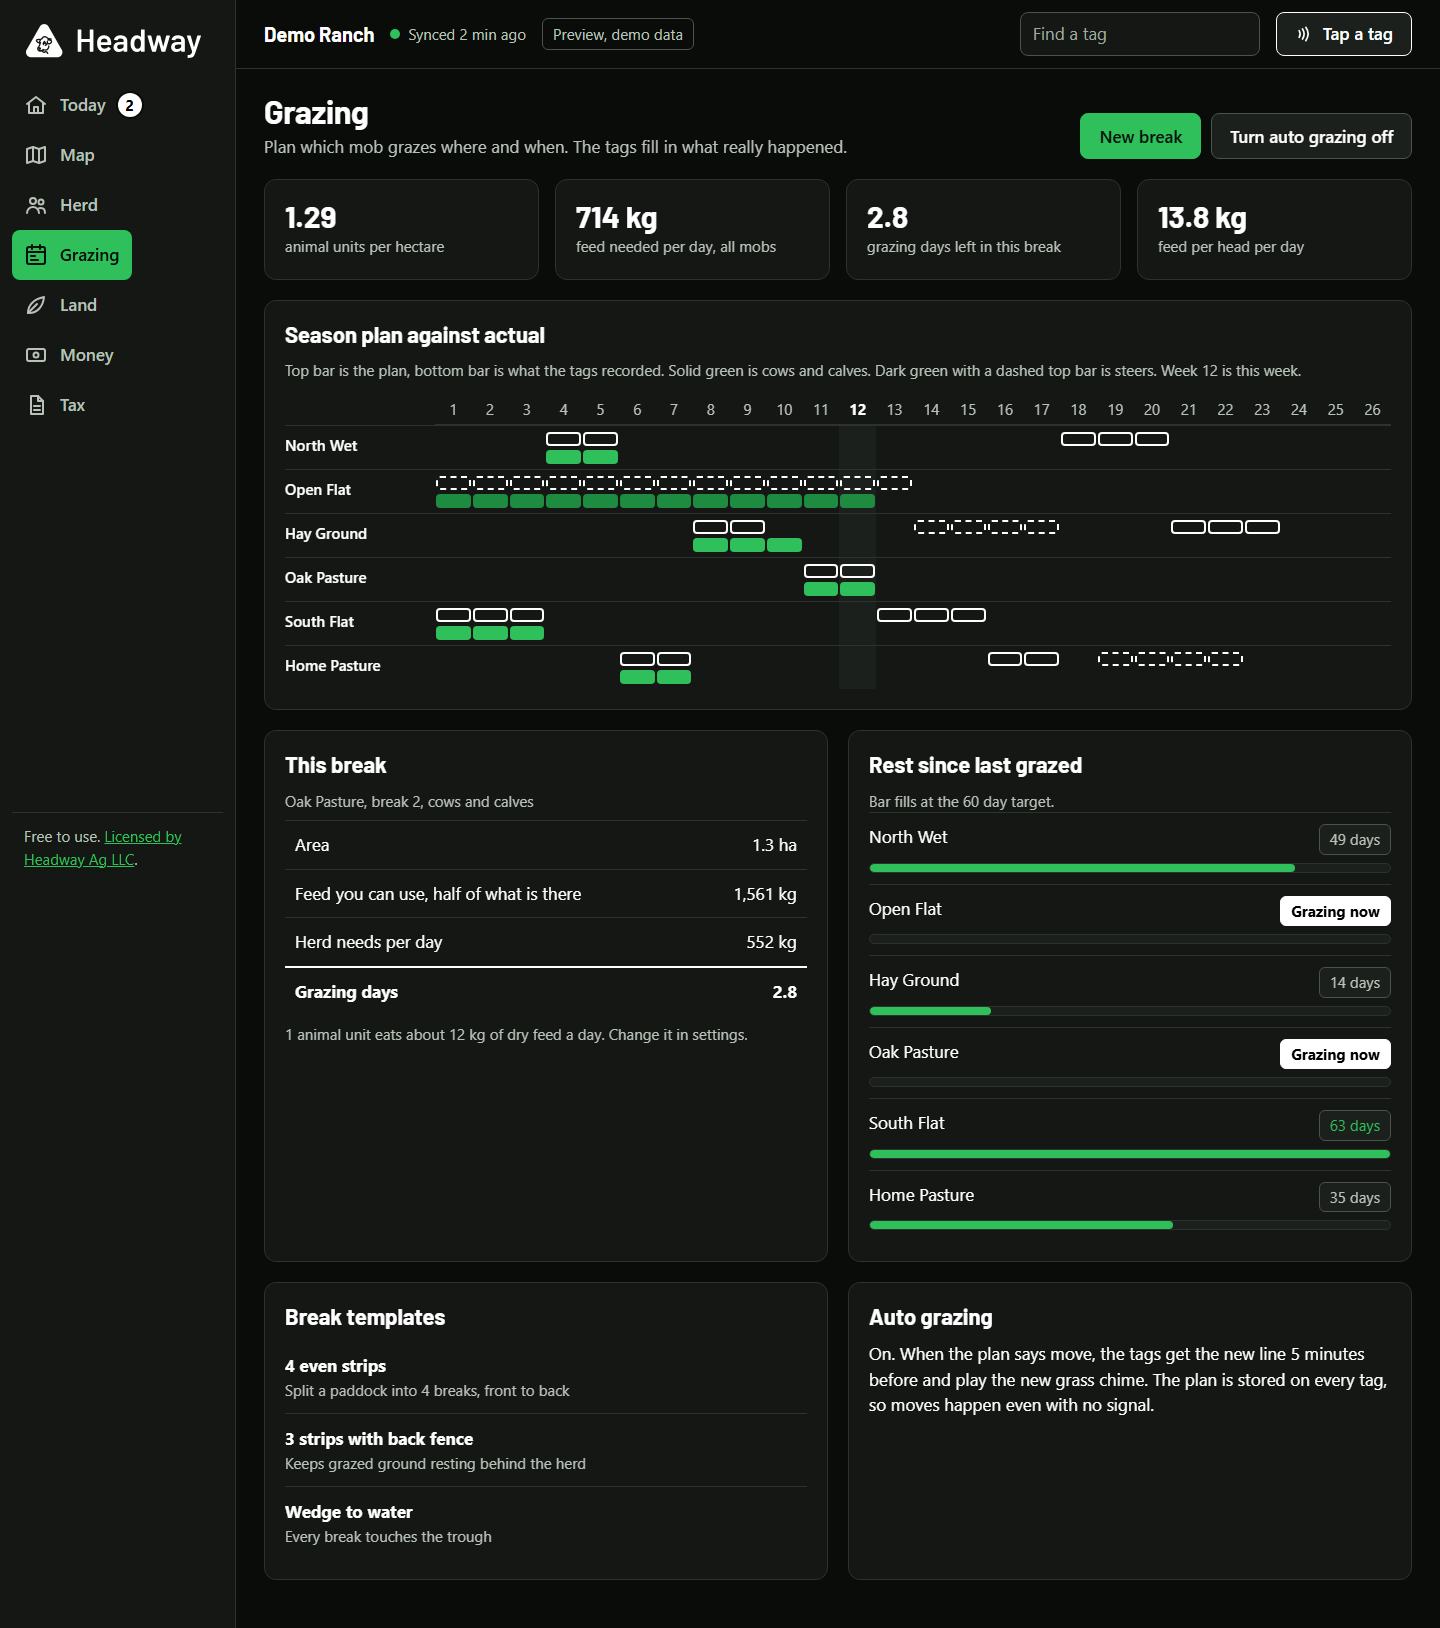 Headway
Today 2
Map
Herd
Grazing
Land
Money
Tax
Free to use. Licensed by
Headway Ag LLC.
Demo Ranch Synced 2 min ago Preview, demo data Find a tag Tap a tag
Grazing
Plan which mob grazes where and when. The tags fill in what really happened.
New break Turn auto grazing off
1.29
animal units per hectare
714 kg
feed needed per day, all mobs
2.8
grazing days left in this break
13.8 kg
feed per head per day
Season plan against actual
Top bar is the plan, bottom bar is what the tags recorded. Solid green is cows and calves. Dark green with a dashed top bar is steers. Week 12 is this week.
1 2 3 4 5 6 7 8 9 10 11 12 13 14 15 16 17 18 19 20 21 22 23 24 25 26
North Wet
Open Flat
Hay Ground
Oak Pasture
South Flat
Home Pasture
This break
Oak Pasture, break 2, cows and calves
Area 1.3 ha
Feed you can use, half of what is there 1,561 kg
Herd needs per day 552 kg
Grazing days 2.8
1 animal unit eats about 12 kg of dry feed a day. Change it in settings.
Rest since last grazed
Bar fills at the 60 day target.
North Wet 49 days
Open Flat Grazing now
Hay Ground 14 days
Oak Pasture Grazing now
South Flat 63 days
Home Pasture 35 days
Break templates
4 even strips
Split a paddock into 4 breaks, front to back
3 strips with back fence
Keeps grazed ground resting behind the herd
Wedge to water
Every break touches the trough
Auto grazing
On. When the plan says move, the tags get the new line 5 minutes
before and play the new grass chime. The plan is stored on every tag,
so moves happen even with no signal.